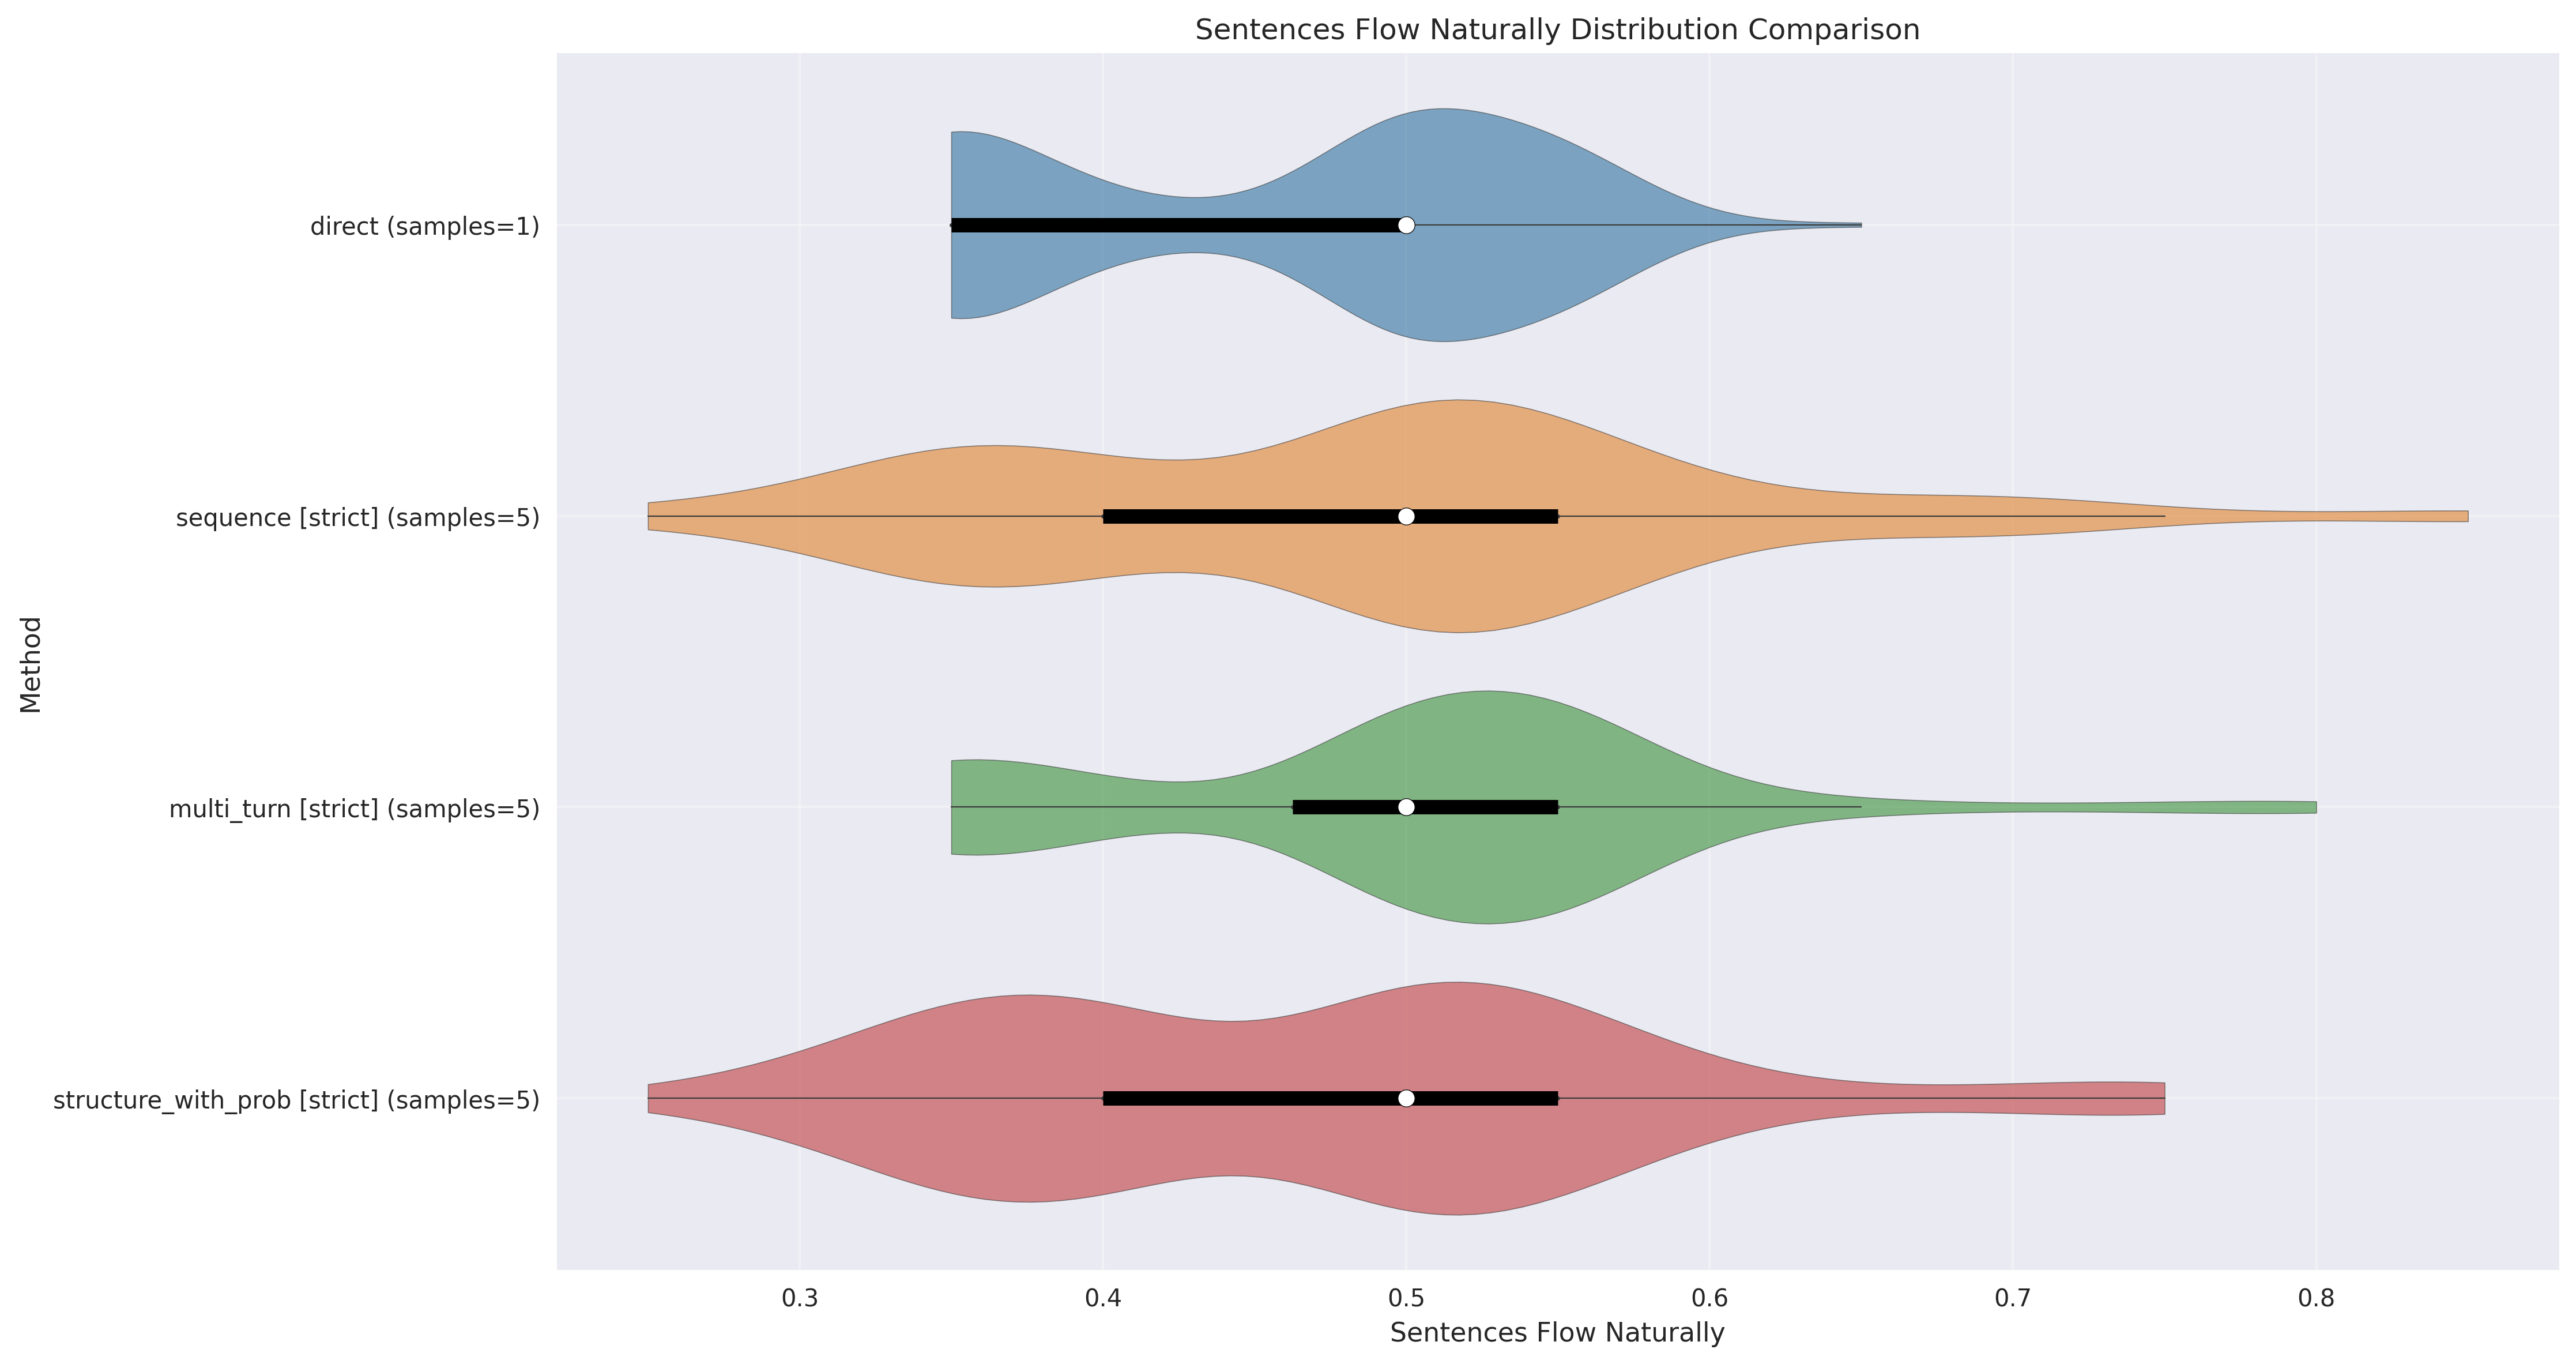 Sentences Flow Naturally Distribution Comparison
Method
direct (samples=1)
sequence [strict] (samples=5)
multi_turn [strict] (samples=5)
structure_with_prob [strict] (samples=5)
0.3 0.4 0.5 0.6 0.7 0.8
Sentences Flow Naturally